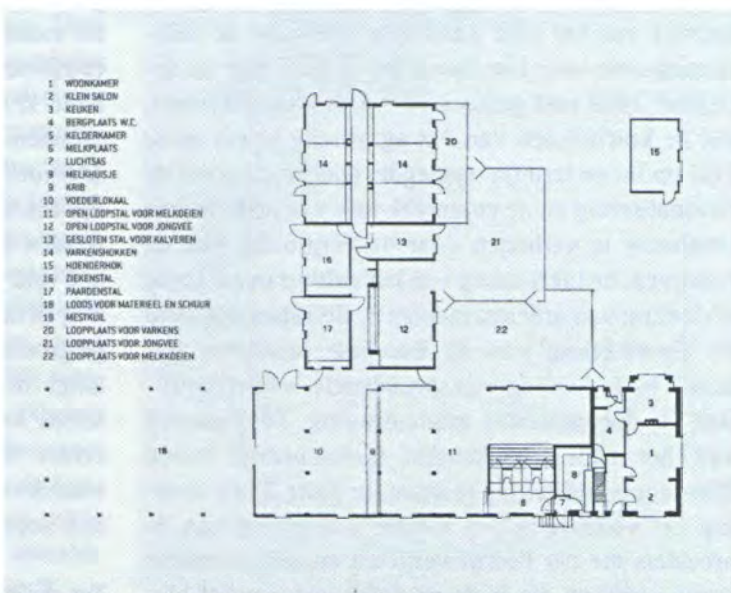 1 WOONKAMER
2 KLEIN SALON
3 KEUKEN
4 BERGPLAATS W.C.
5 KELDERKAMER
6 MELKPLAATS
7 LUCHTSAS
8 MELKHUISJE
9 KRIB
10 VOEDERLOKAAL
11 OPEN LOOPSTAL VOOR MELKOEIEN
12 OPEN LOOPSTAL VOOR JONGVEE
13 GESLOTEN STAL VOOR KALVEREN
14 VARKENSHOKKEN
15 HOENDERHOK
16 ZIEKENSTAL
17 PAARDENSTAL
18 LOODS VOOR MATERIEEL EN SCHUUR
19 MESTKUIL
20 LOOPPLAATS VOOR VARKENS
21 LOOPPLAATS VOOR JONGVEE
22 LOOPPLAATS VOOR MELKKOEIEN
20
14 14 15
13 21
16
17 12 22
3
18 10 9 11 1
2
6 7